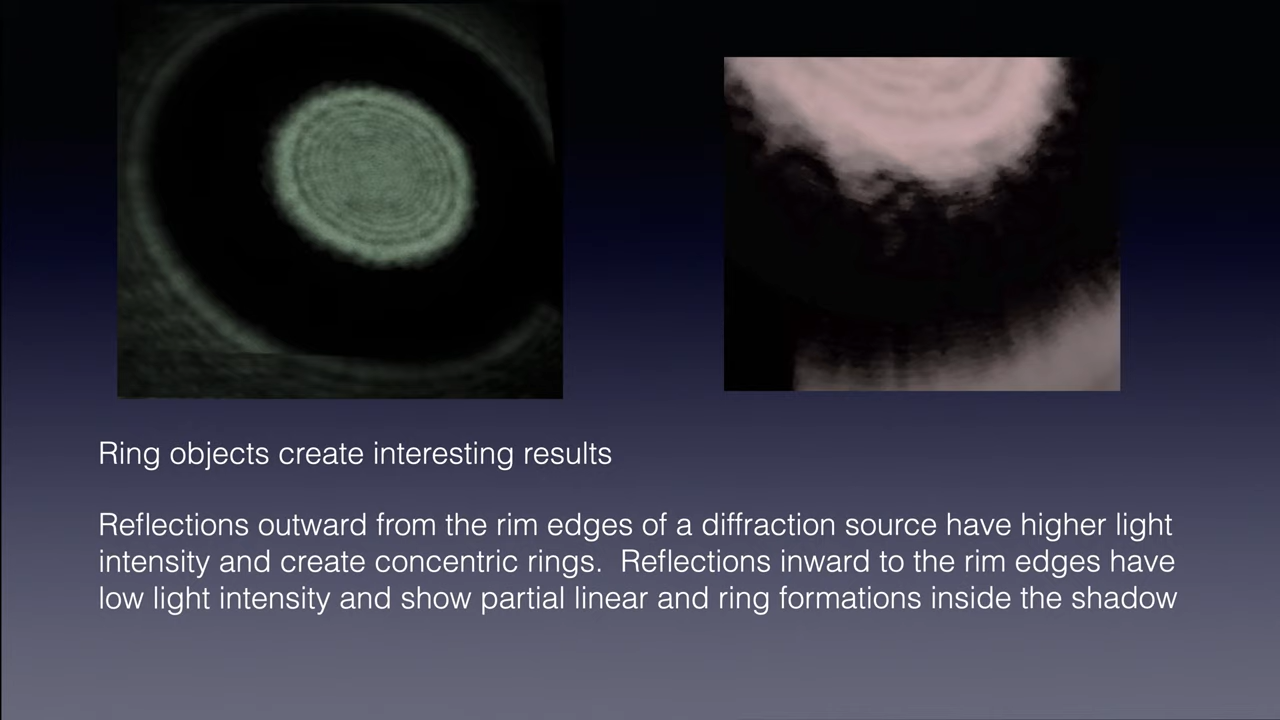 Ring objects create interesting results
Reflections outward from the rim edges of a diffraction source have higher light
intensity and create concentric rings.  Reflections inward to the rim edges have
low light intensity and show partial linear and ring formations inside the shadow